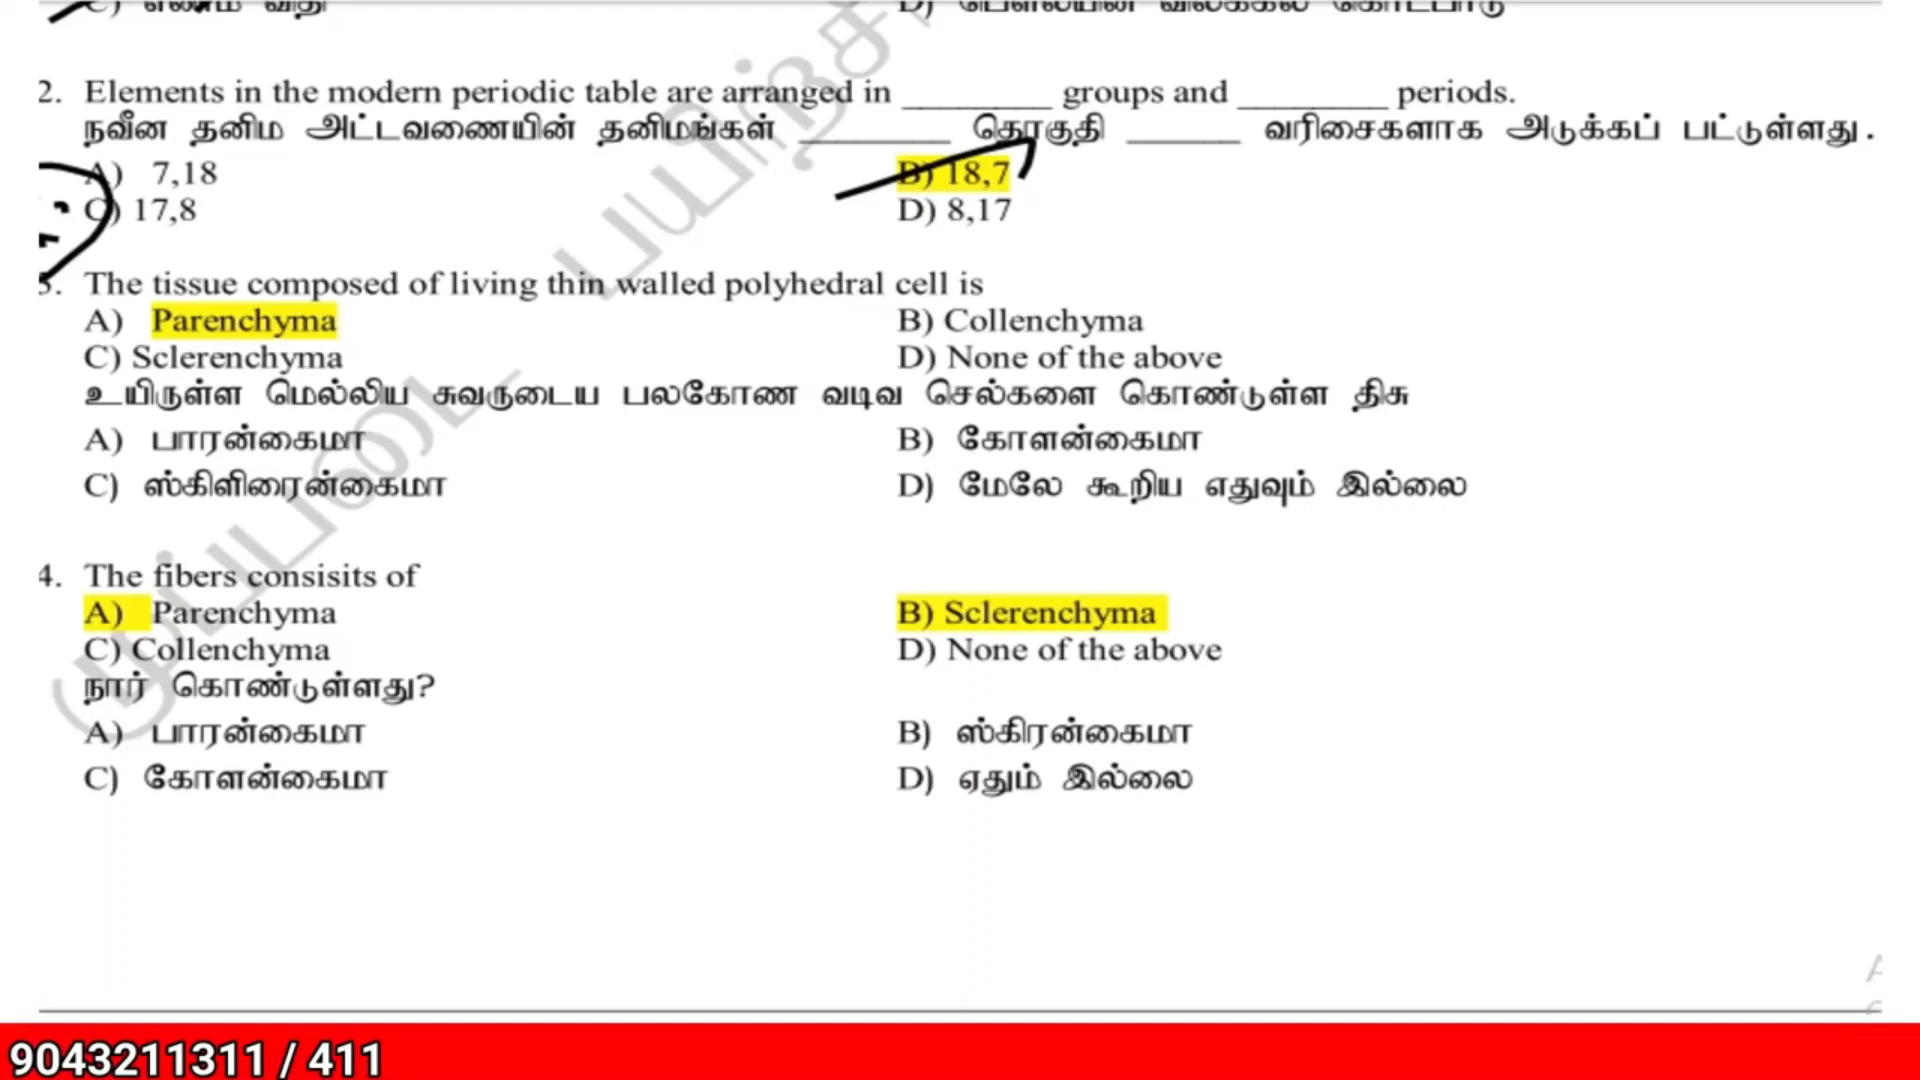 C) எண்ம விதி
D) பௌலியின் விலக்கல் கோட்பாடு
2. Elements in the modern periodic table are arranged in ________ groups and ________ periods.
நவீன தனிம அட்டவணையின் தனிமங்கள் ________ தொகுதி ______ வரிசைகளாக அடுக்கப் பட்டுள்ளது.
A) 7,18
B) 18,7
C) 17,8
D) 8,17
3. The tissue composed of living thin walled polyhedral cell is
A) Parenchyma
B) Collenchyma
C) Sclerenchyma
D) None of the above
உயிருள்ள மெல்லிய சுவருடைய பலகோண வடிவ செல்களை கொண்டுள்ள திசு
A) பாரன்கைமா
B) கோளன்கைமா
C) ஸ்கிளிரைன்கைமா
D) மேலே கூறிய எதுவும் இல்லை
4. The fibers consisits of
A) Parenchyma
B) Sclerenchyma
C) Collenchyma
D) None of the above
நார் கொண்டுள்ளது?
A) பாரன்கைமா
B) ஸ்கிரன்கைமா
C) கோளன்கைமா
D) ஏதும் இல்லை
9043211311 / 411